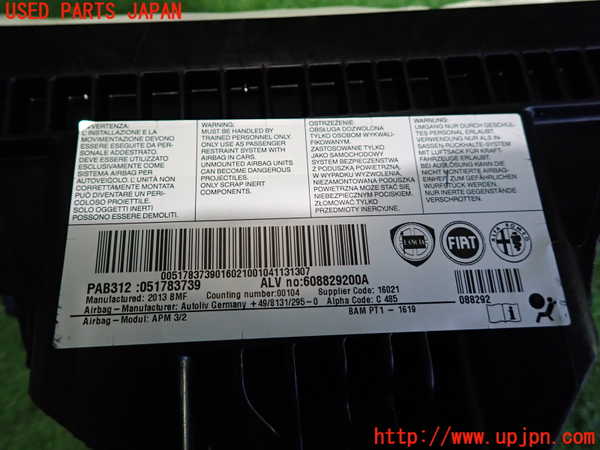 USED PARTS JAPAN
AVVERTENZA:
L'INSTALLAZIONE E LA
MOVIMENTAZIONE DEVONO
ESSERE ESEGUITE DA PER-
SONALE ADDESTRATO.
DEVE ESSERE UTILIZZATO
ESCLUSIVAMENTE COME
SISTEMA AIRBAG PER
AUTOVEICOLO. L'UNITÀ NON
CORRETTAMENTE MONTATA
PUÒ DIVENTARE UN PERI-
COLOSO PROIETTILE.
SOLO OGGETTI INERTI
POSSONO ESSERE DEMOLITI.
WARNING:
MUST BE HANDLED BY
TRAINED PERSONNEL ONLY.
ONLY USE AS PASSENGER
RESTRAINT SYSTEM WITH
AIRBAG IN CARS.
UNMOUNTED AIRBAG UNITS
CAN BECOME DANGEROUS
PROJECTILES.
ONLY SCRAP INERT
COMPONENTS.
OSTRZEŻENIE:
OBSŁUGA DOZWOLONA
TYLKO OSOBOM WYKWALI-
FIKOWANYM.
ZASTOSOWANIE TYLKO
JAKO SAMOCHODOWY
SYSTEM BEZPIECZEŃSTWA
Z PODUSZKĄ POWIETRZNĄ.
W WYPADKU WYZWOLENIA,
NIEZAMONTOWANA PODUSZKA
POWIETRZNA MOŻE STAĆ SIĘ
NIEBEZPIECZNYM POCISKIEM.
ZŁOMOWAĆ TYLKO
PRZEDMIOTY INERCYJNE.
WARNUNG:
UMGANG NUR DURCH GESCHUL-
TES PERSONAL ERLAUBT.
VERWENDUNG NUR ALS IN-
SASSEN-RÜCKHALTE-SYSTEM
MIT LUFTSACK FÜR KRAFT-
FAHRZEUGE ERLAUBT.
BEI AUSLÖSUNG KANN DIE
NICHT MONTIERTE AIRBAG-
EINHEIT ZUM GEFÄHRLICHEN
WURFSTÜCK WERDEN.
NUR INERTE GEGENSTÄNDE
VERSCHROTTEN.
0051783739016021001041131307
LANCIA
FIAT
ALFA ROMEO
PAB312 :051783739
ALV no:608829200A
Manufactured: 2013 BMF
Counting number:00104
Supplier Code: 16021
088292
Airbag - Manufacturer: Autoliv Germany +49/8131/295-0
Alpha Code: C 485
Airbag - Modul: APM 3/2
BAM PT1 - 1619
http://www.upjpn.com/